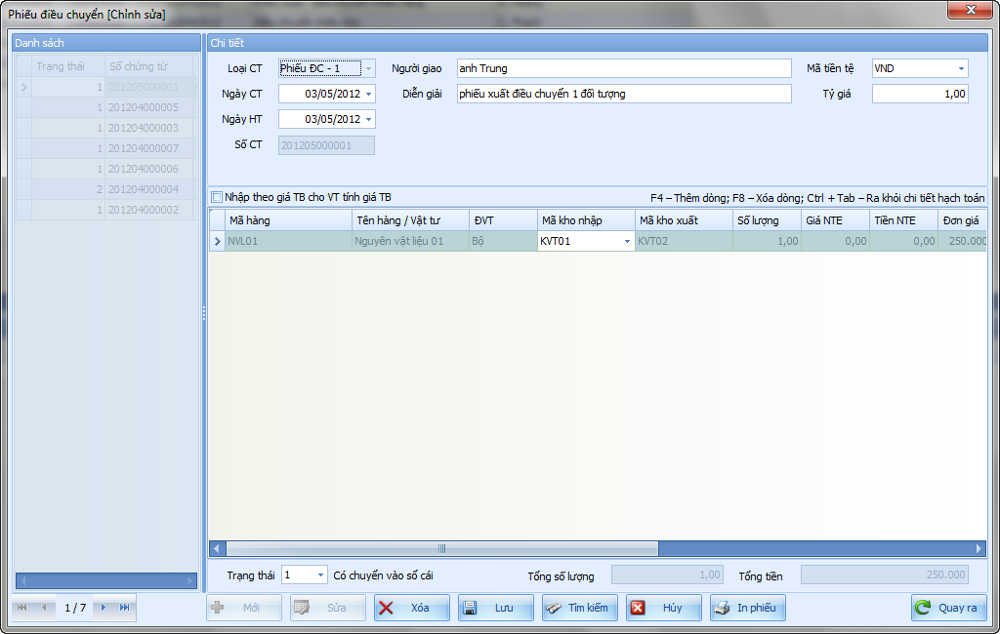 Phiếu điều chuyển [Chỉnh sửa]
Danh sách
Trạng thái Số chứng từ
1 201205000001
1 201204000005
1 201204000003
1 201204000007
1 201204000006
2 201204000004
1 201204000002
1 / 7
Chi tiết
Loại CT Phiếu ĐC - 1 Người giao anh Trung Mã tiền tệ VND
Ngày CT 03/05/2012 Diễn giải phiếu xuất điều chuyển 1 đối tượng Tỷ giá 1,00
Ngày HT 03/05/2012
Số CT 201205000001
Nhập theo giá TB cho VT tính giá TB F4 – Thêm dòng; F8 – Xóa dòng; Ctrl + Tab – Ra khỏi chi tiết hạch toán
Mã hàng Tên hàng / Vật tư ĐVT Mã kho nhập Mã kho xuất Số lượng Giá NTE Tiền NTE Đơn giá
NVL01 Nguyên vật liệu 01 Bộ KVT01 KVT02 1,00 0,00 0,00 250.000
Trạng thái 1 Có chuyển vào sổ cái Tổng số lượng 1,00 Tổng tiền 250.000
Mới Sửa Xóa Lưu Tìm kiếm Hủy In phiếu Quay ra